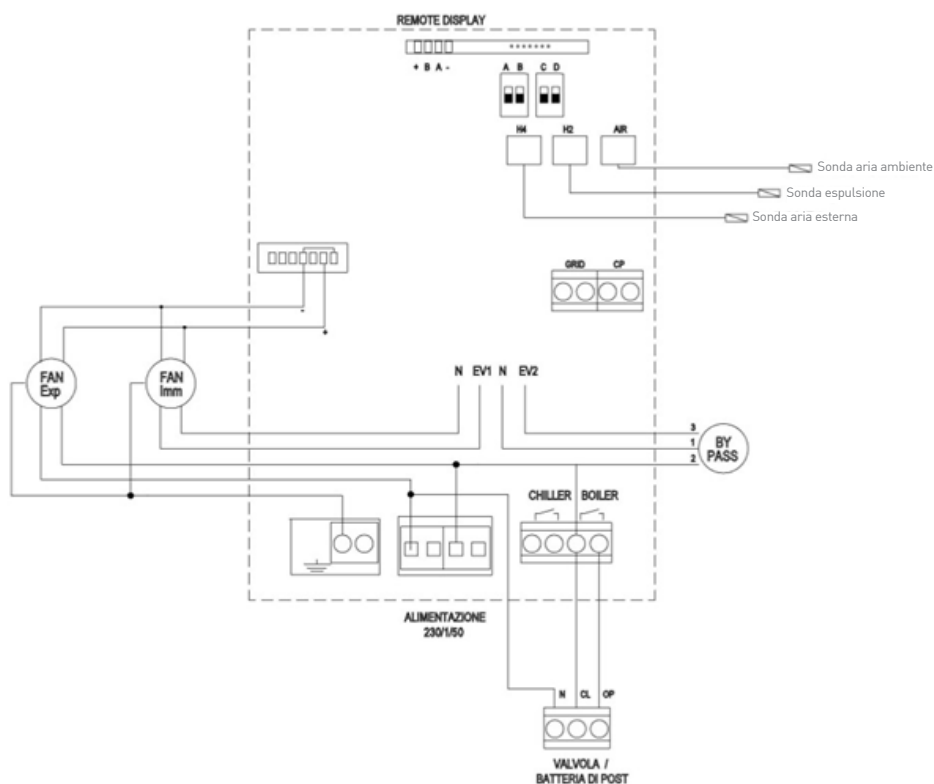 REMOTE DISPLAY
+ B A -
A B C D
H4 H2 AIR
Sonda aria ambiente
Sonda espulsione
Sonda aria esterna
GRID CP
-
+
FAN
Exp
FAN
Imm
N EV1 N EV2
3
1
2
BY
PASS
CHILLER BOILER
ALIMENTAZIONE
230/1/50
N CL OP
VALVOLA /
BATTERIA DI POST